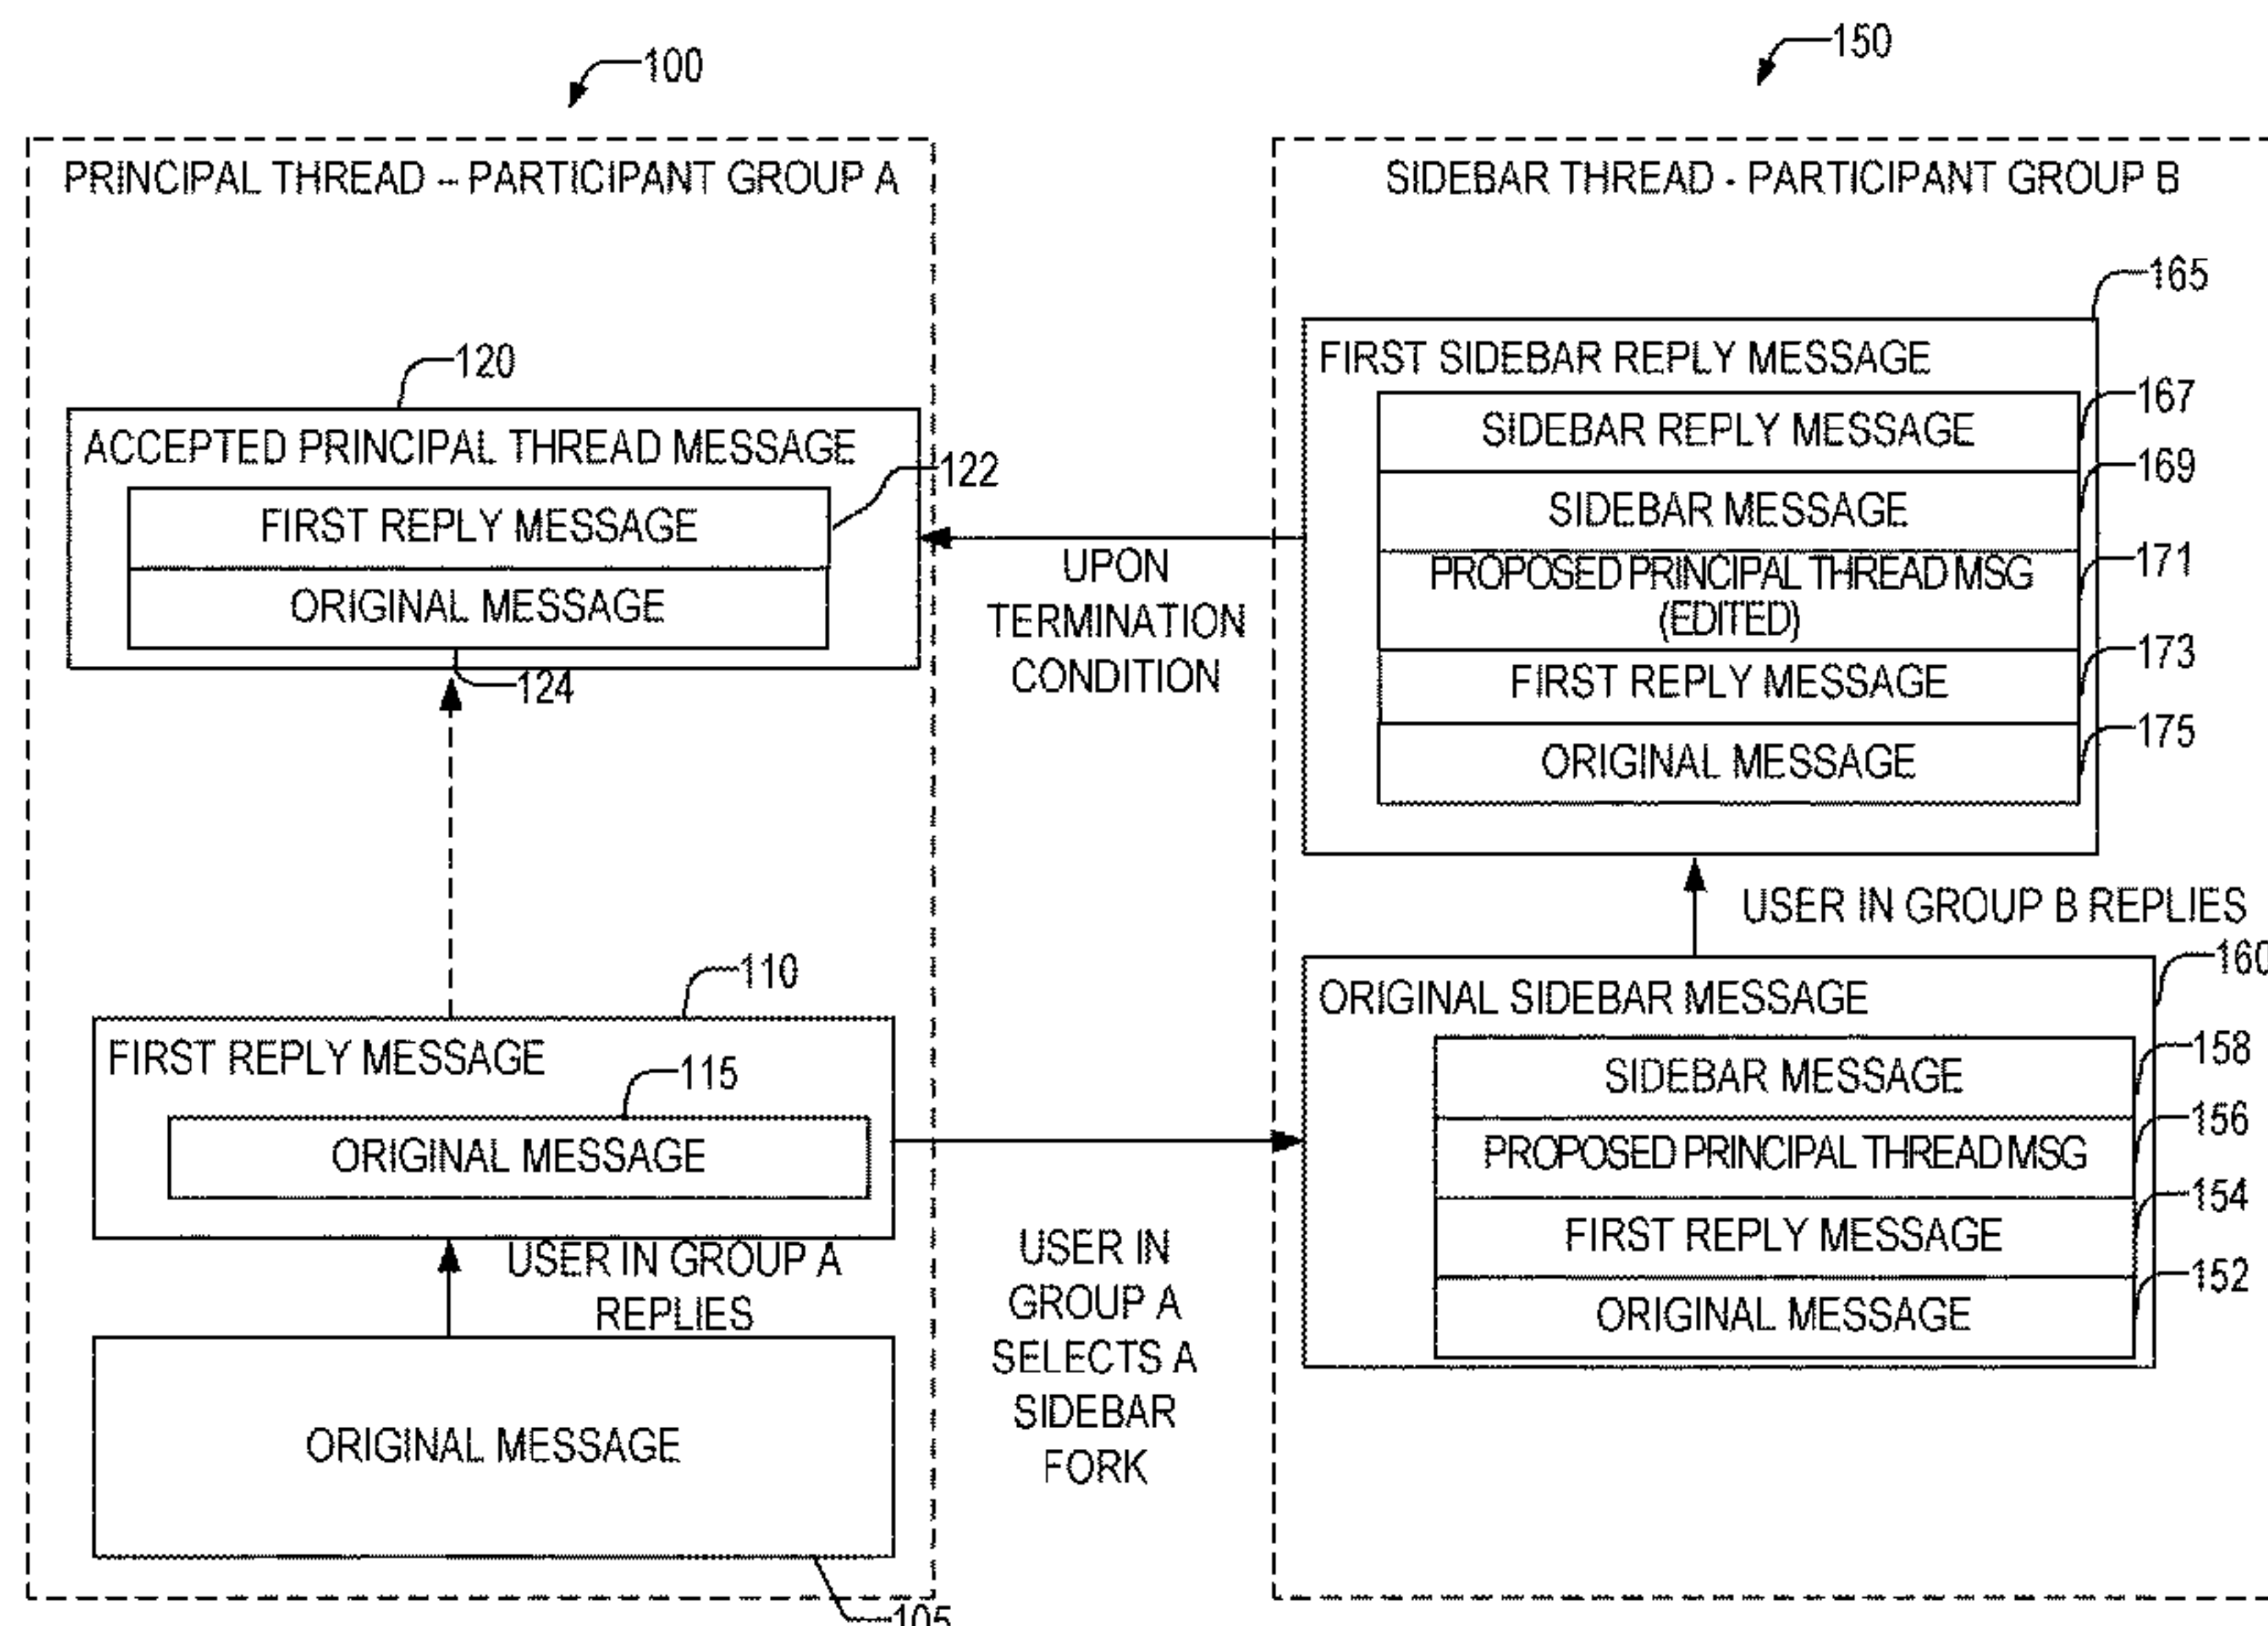 100
150
PRINCIPAL THREAD -- PARTICIPANT GROUP A
SIDEBAR THREAD - PARTICIPANT GROUP B
120
ACCEPTED PRINCIPAL THREAD MESSAGE
122
FIRST REPLY MESSAGE
ORIGINAL MESSAGE
124
UPON
TERMINATION
CONDITION
165
FIRST SIDEBAR REPLY MESSAGE
167
SIDEBAR REPLY MESSAGE
169
SIDEBAR MESSAGE
171
PROPOSED PRINCIPAL THREAD MSG
(EDITED)
173
FIRST REPLY MESSAGE
175
ORIGINAL MESSAGE
USER IN GROUP B REPLIES
110
FIRST REPLY MESSAGE
115
ORIGINAL MESSAGE
USER IN GROUP A
REPLIES
ORIGINAL MESSAGE
105
USER IN
GROUP A
SELECTS A
SIDEBAR
FORK
160
ORIGINAL SIDEBAR MESSAGE
158
SIDEBAR MESSAGE
156
PROPOSED PRINCIPAL THREAD MSG
154
FIRST REPLY MESSAGE
152
ORIGINAL MESSAGE